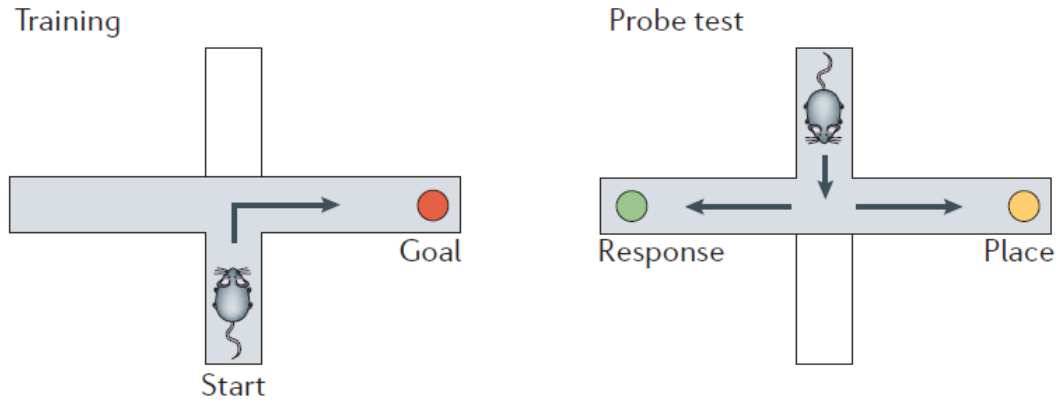 Training
Probe test
Goal
Response
Place
Start